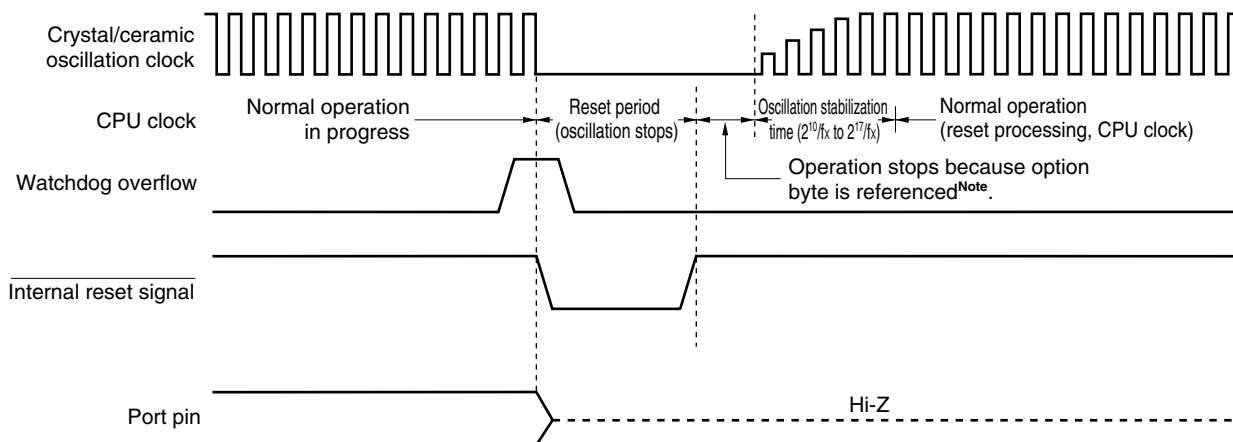 Crystal/ceramic
oscillation clock
CPU clock
Normal operation
in progress
Reset period
(oscillation stops)
Oscillation stabilization
time (2¹⁰/fx to 2¹⁷/fx)
Normal operation
(reset processing, CPU clock)
Operation stops because option
byte is referencedᴺᵒᵗᵉ.
Watchdog overflow
Internal reset signal
Port pin
Hi-Z